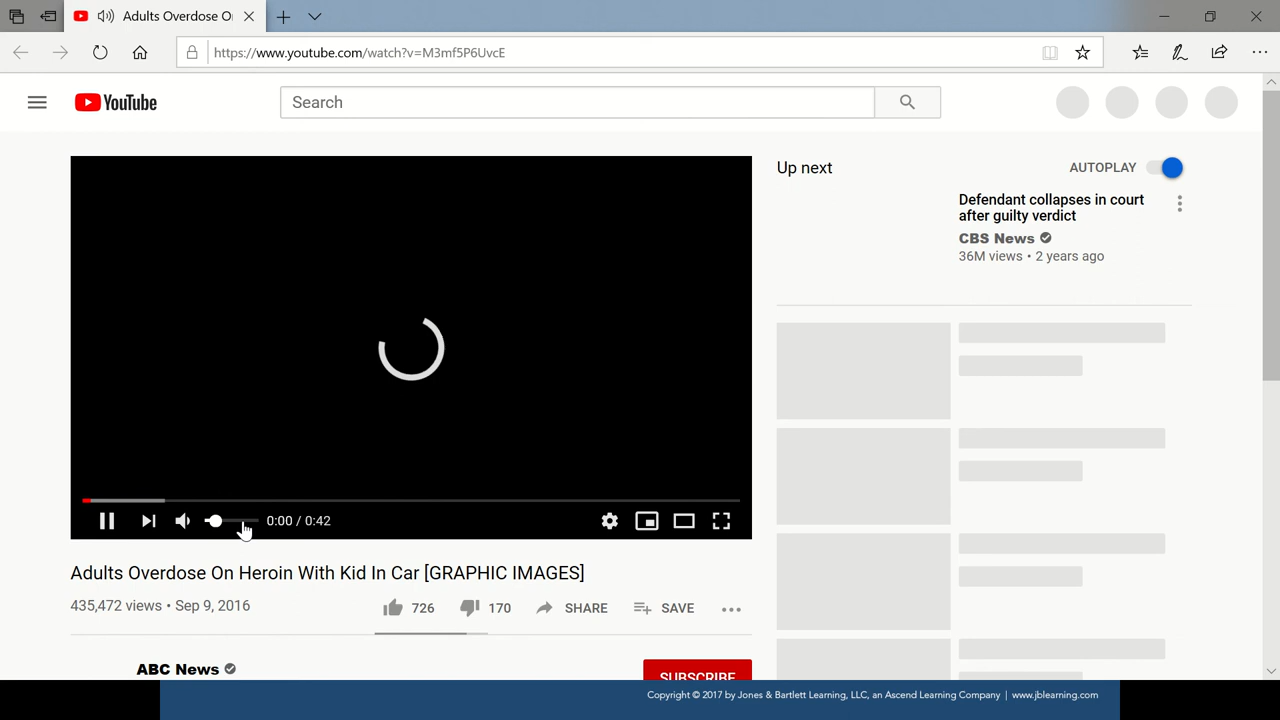 Adults Overdose O
https://www.youtube.com/watch?v=M3mf5P6UvcE
YouTube
Search
Up next
AUTOPLAY
Defendant collapses in court
after guilty verdict
CBS News
36M views • 2 years ago
0:00 / 0:42
Adults Overdose On Heroin With Kid In Car [GRAPHIC IMAGES]
435,472 views • Sep 9, 2016
726
170
SHARE
SAVE
ABC News
SUBSCRIBE
Copyright © 2017 by Jones & Bartlett Learning, LLC, an Ascend Learning Company | www.jblearning.com